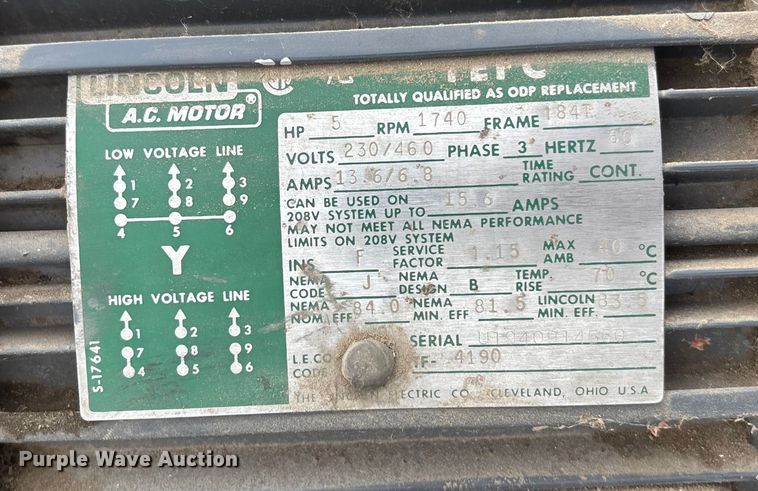 LINCOLN
A.C. MOTOR®
LOW VOLTAGE LINE
1 2 3
7 8 9
4 5 6
Y
HIGH VOLTAGE LINE
1 2 3
7 8 9
4 5 6
S-17641
TOTALLY QUALIFIED AS ODP REPLACEMENT
HP 5 RPM 1740 FRAME 184T
VOLTS 230/460 PHASE 3 HERTZ 60
AMPS 13.6/6.8 TIME RATING CONT.
CAN BE USED ON
208V SYSTEM UP TO 15.6 AMPS
MAY NOT MEET ALL NEMA PERFORMANCE
LIMITS ON 208V SYSTEM
INS F SERVICE FACTOR 1.15 MAX AMB 40 °C
NEMA CODE J NEMA DESIGN B TEMP. RISE 70 °C
NEMA NOM EFF 84.0 NEMA MIN. EFF 81.5 LINCOLN MIN. EFF.
SERIAL
L.E.CO
CODE TF- 4190
THE LINCOLN ELECTRIC CO. CLEVELAND, OHIO U.S.A.
Purple Wave Auction